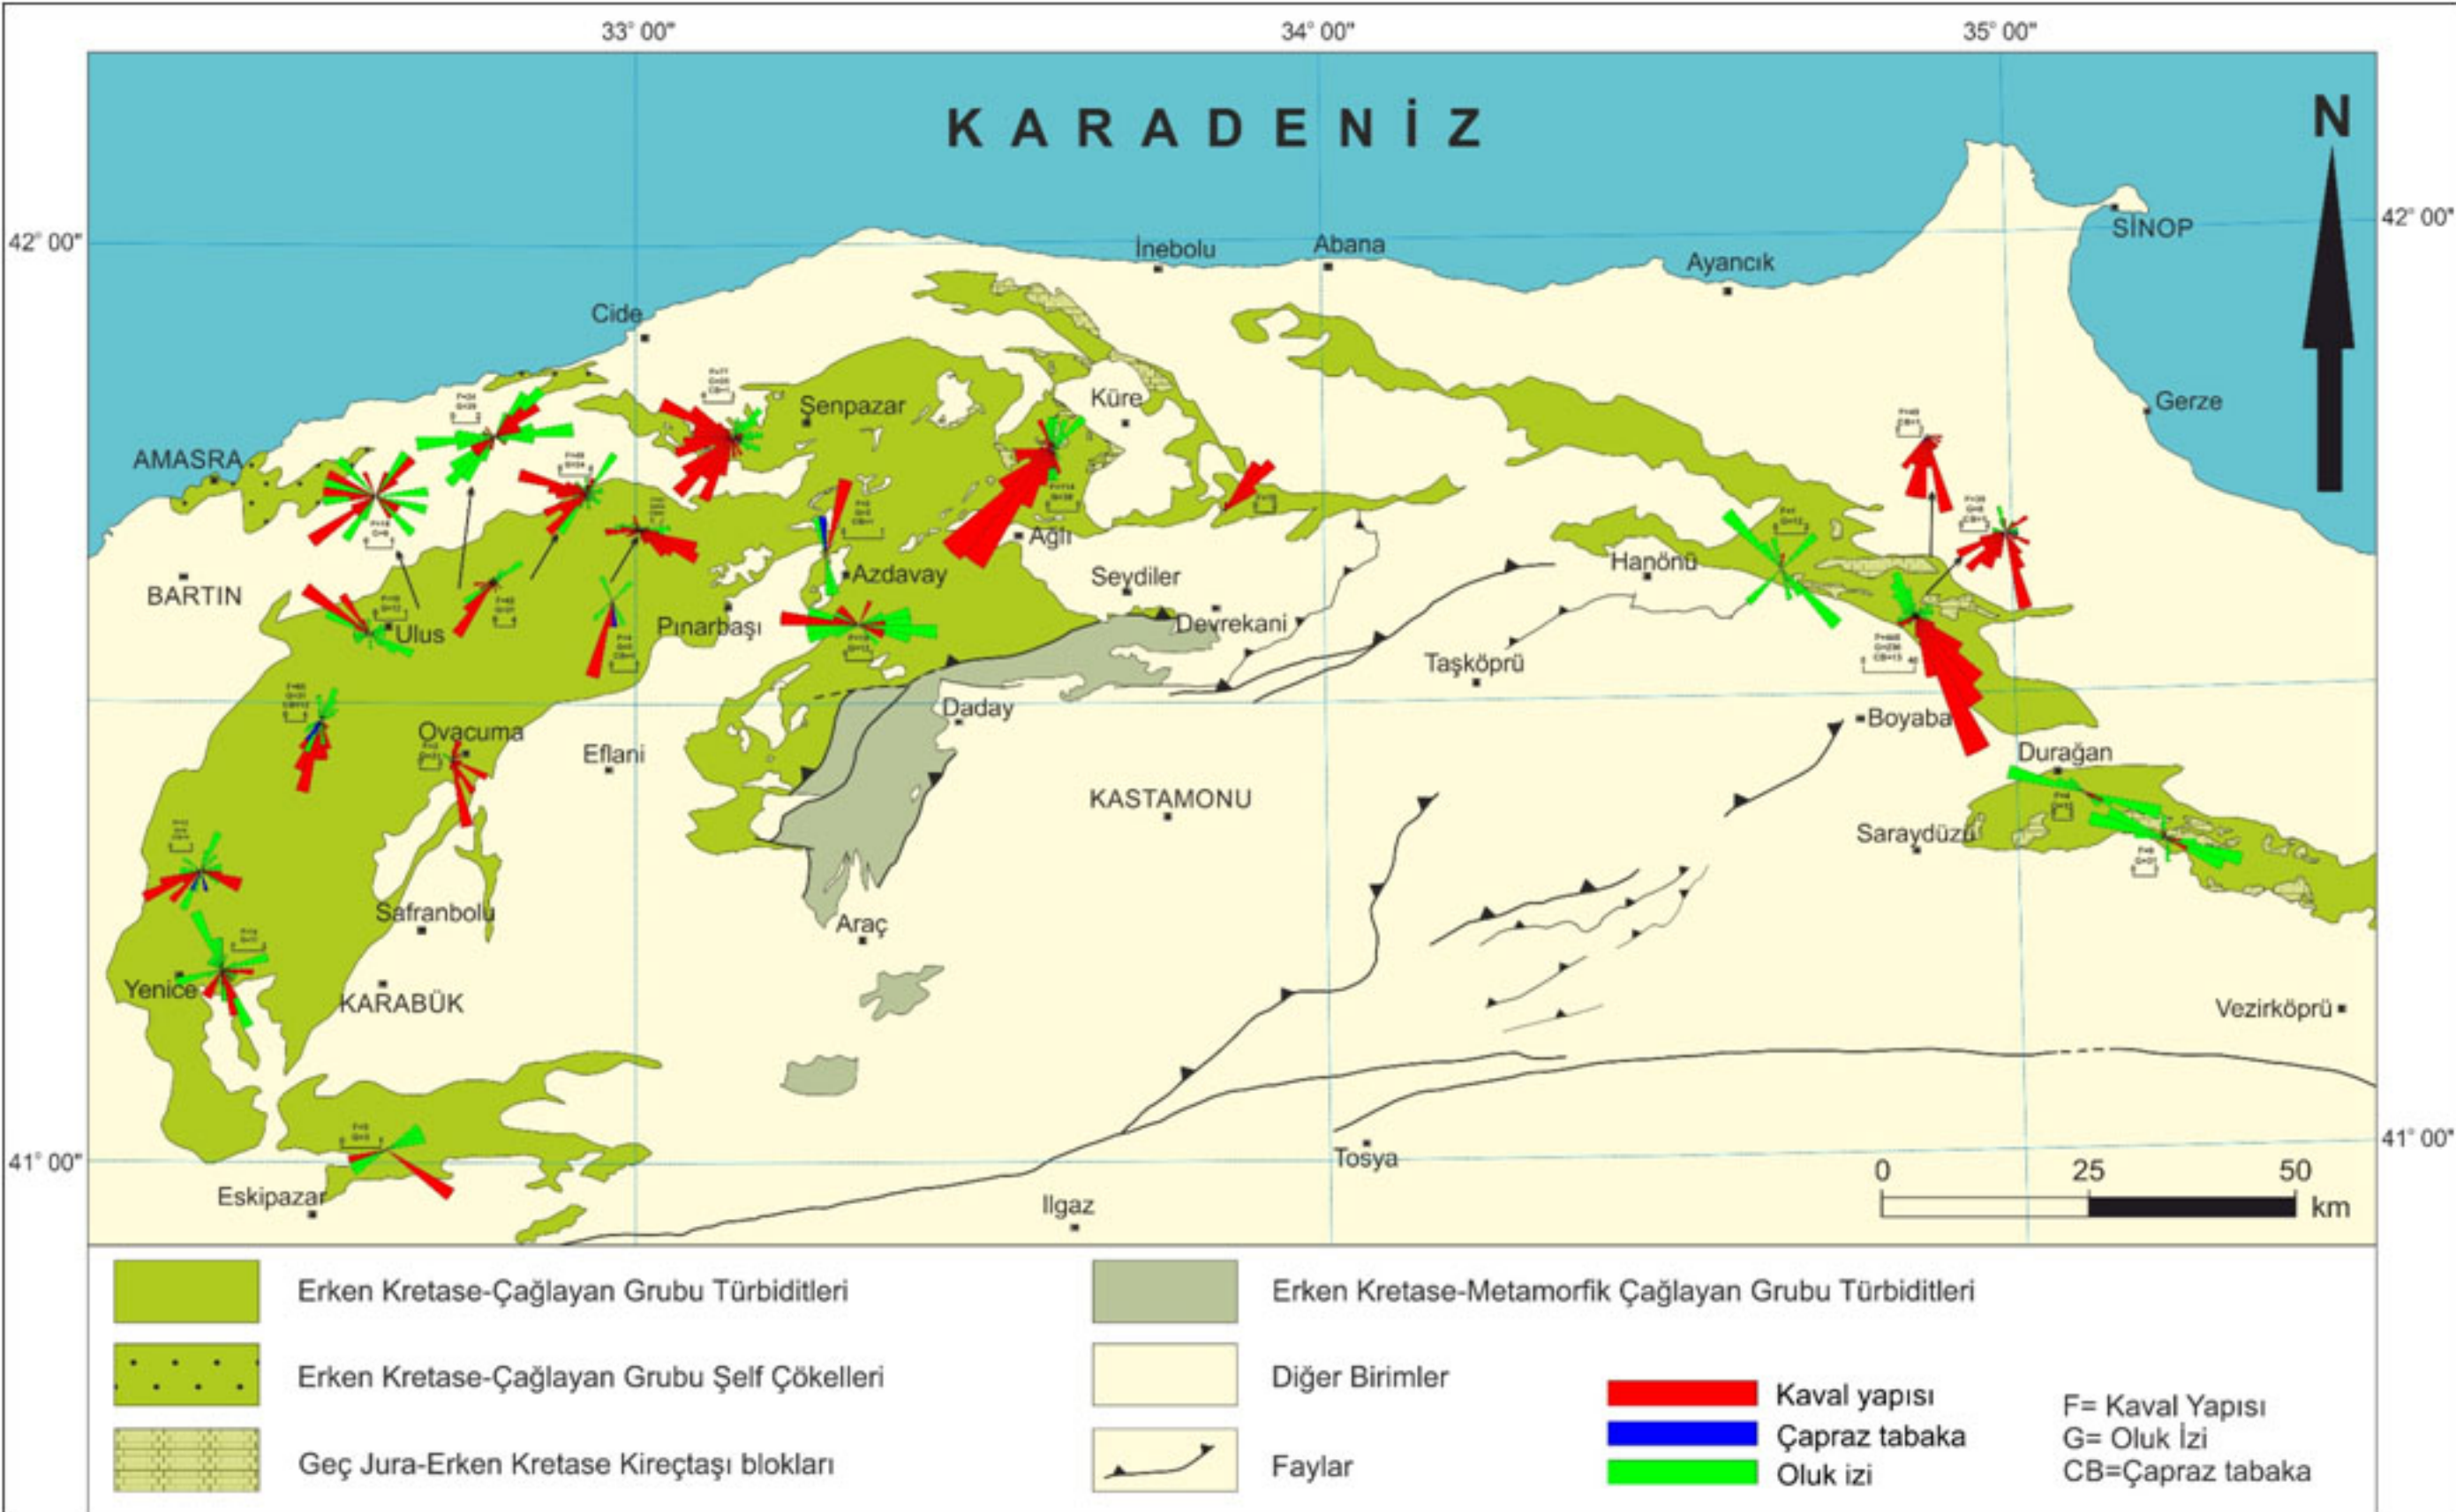 33° 00"
34° 00"
35° 00"
KARADENİZ
N
42° 00"
42° 00"
SİNOP
İnebolu
Abana
Ayancık
Cide
Gerze
Küre
Şenpazar
AMASRA
Ağlı
Hanönü
Azdavay
Seydiler
BARTIN
Devrekani
Pınarbaşı
Ulus
Taşköprü
Daday
Boyaba
Ovacuma
Eflani
Durağan
KASTAMONU
Saraydüzü
Safranbolu
Araç
Yenice
KARABÜK
Vezirköprü
41° 00"
41° 00"
Tosya
Eskipazar
Ilgaz
0 25 50
km
Erken Kretase-Çağlayan Grubu Türbiditleri
Erken Kretase-Metamorfik Çağlayan Grubu Türbiditleri
Erken Kretase-Çağlayan Grubu Şelf Çökelleri
Diğer Birimler
Geç Jura-Erken Kretase Kireçtaşı blokları
Faylar
Kaval yapısı
Çapraz tabaka
Oluk izi
F= Kaval Yapısı
G= Oluk İzi
CB=Çapraz tabaka